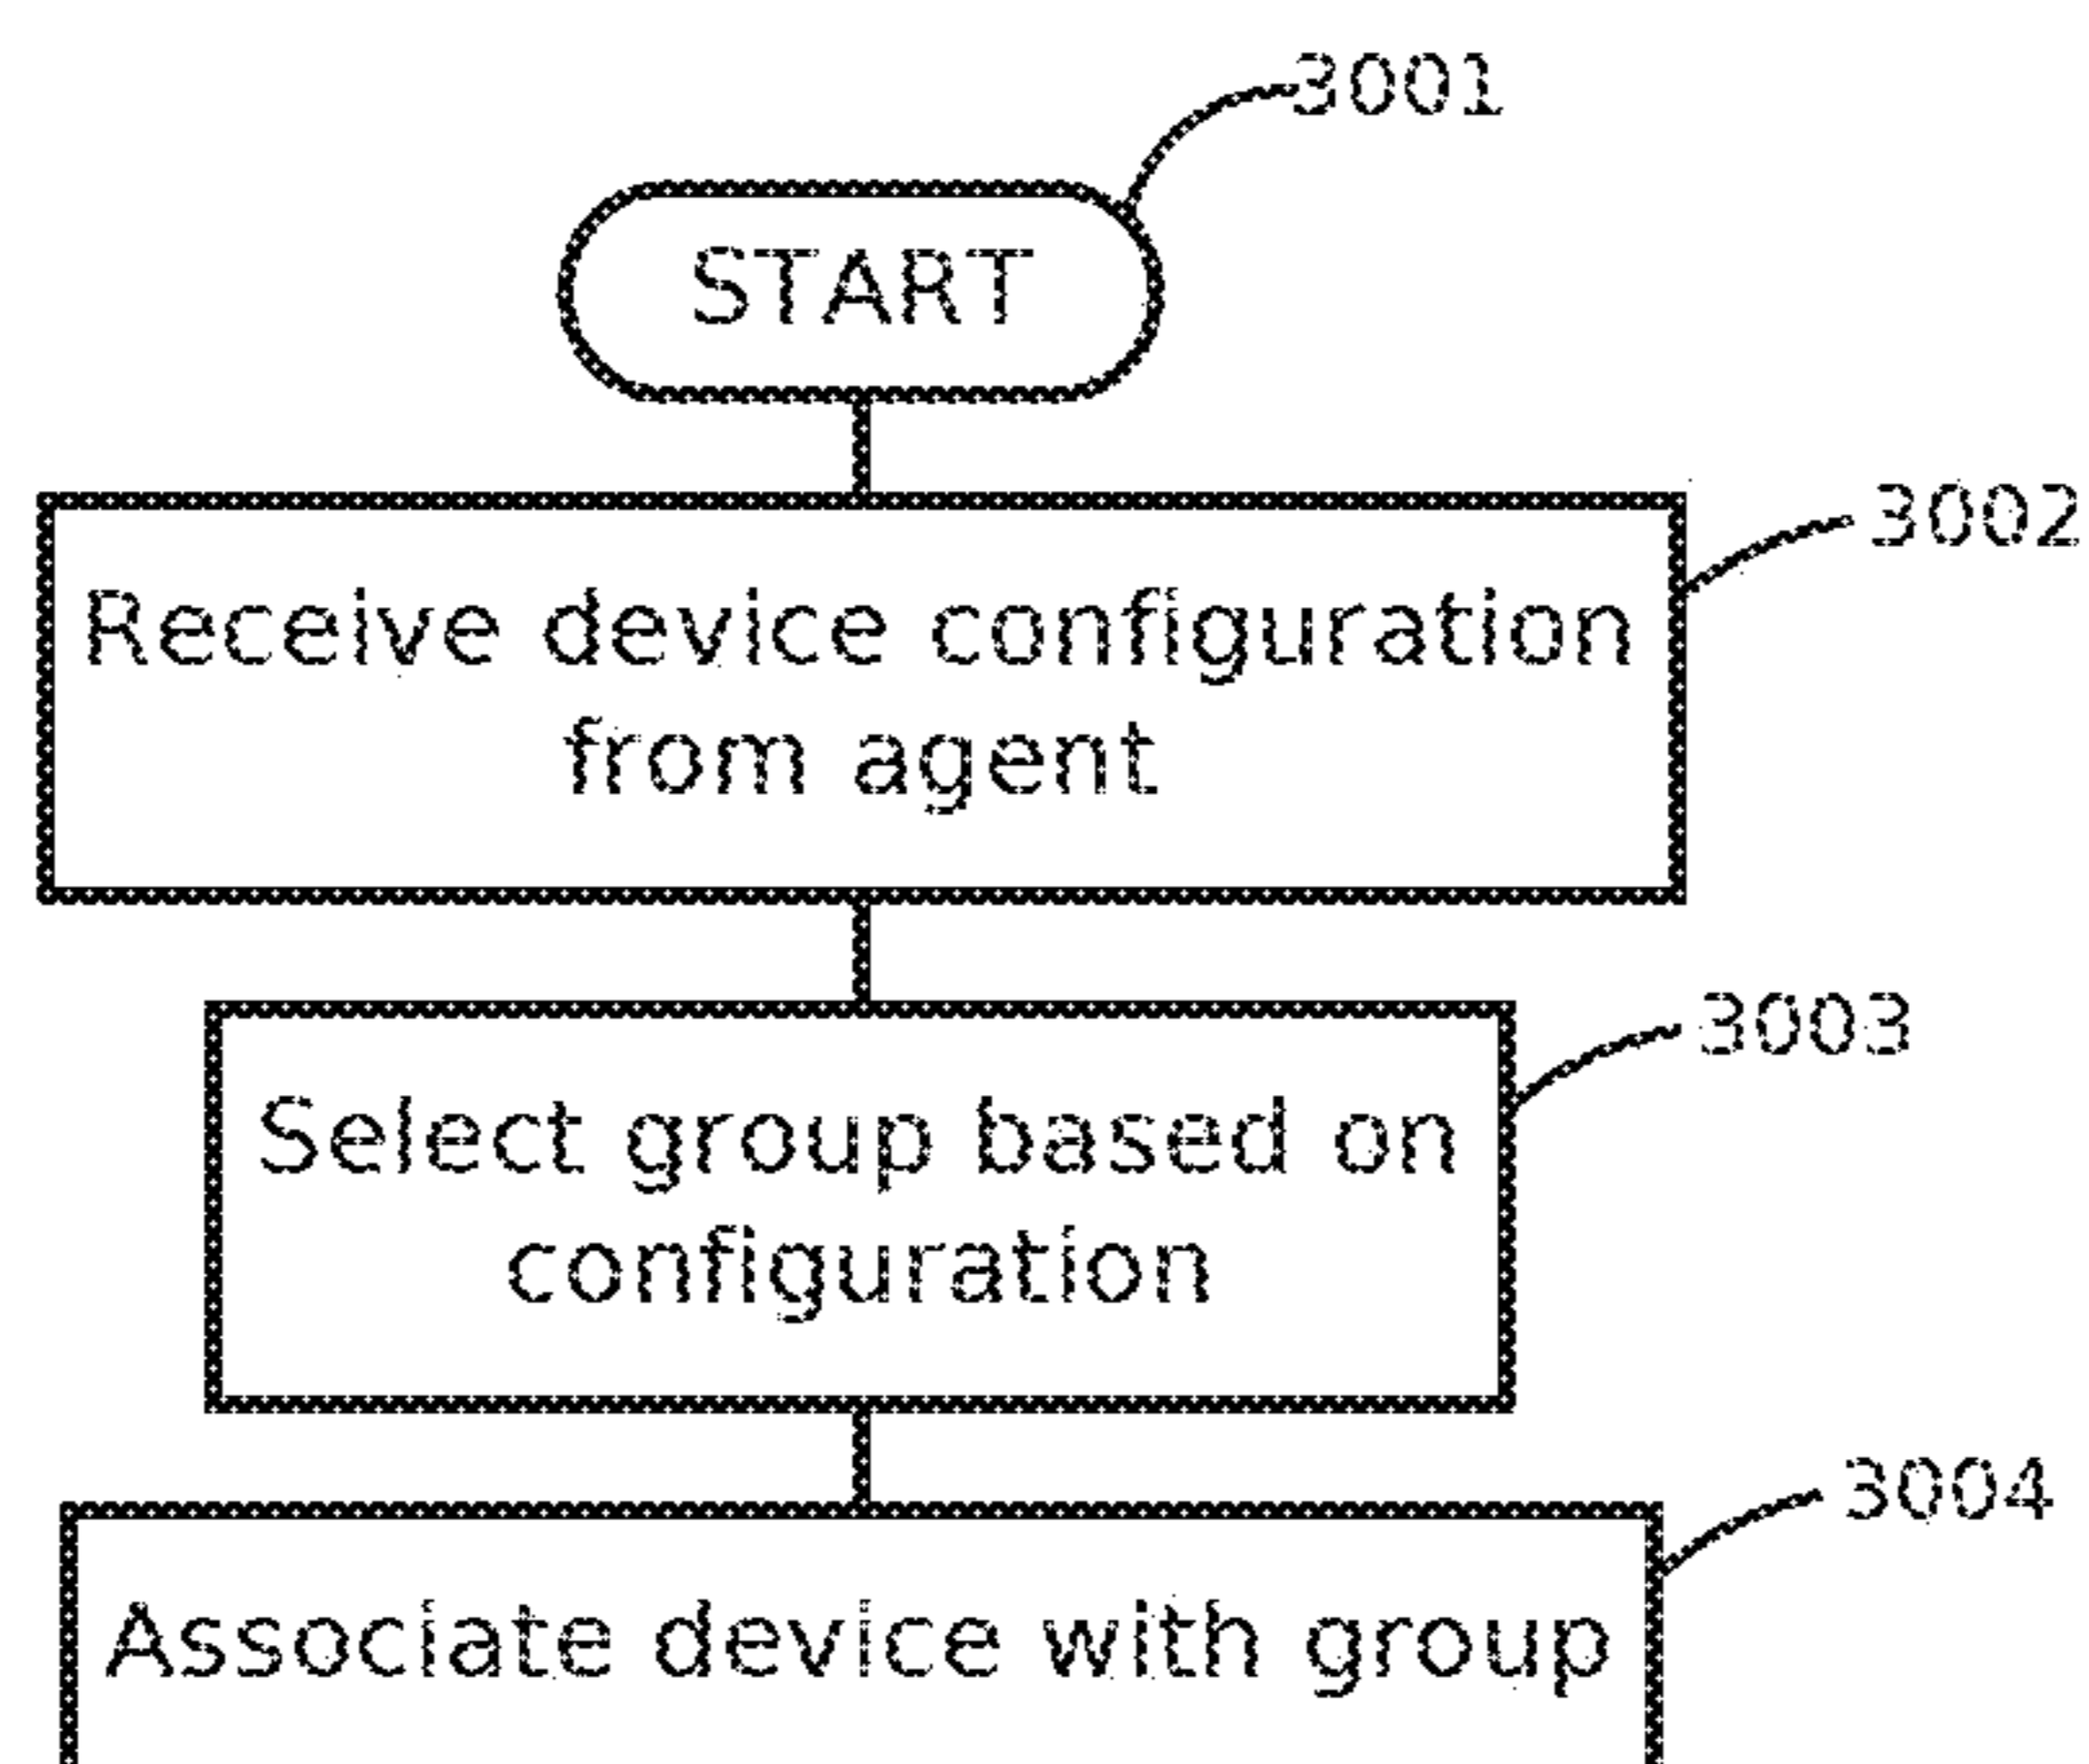 3001
START
3002
Receive device configuration
from agent
3003
Select group based on
configuration
3004
Associate device with group